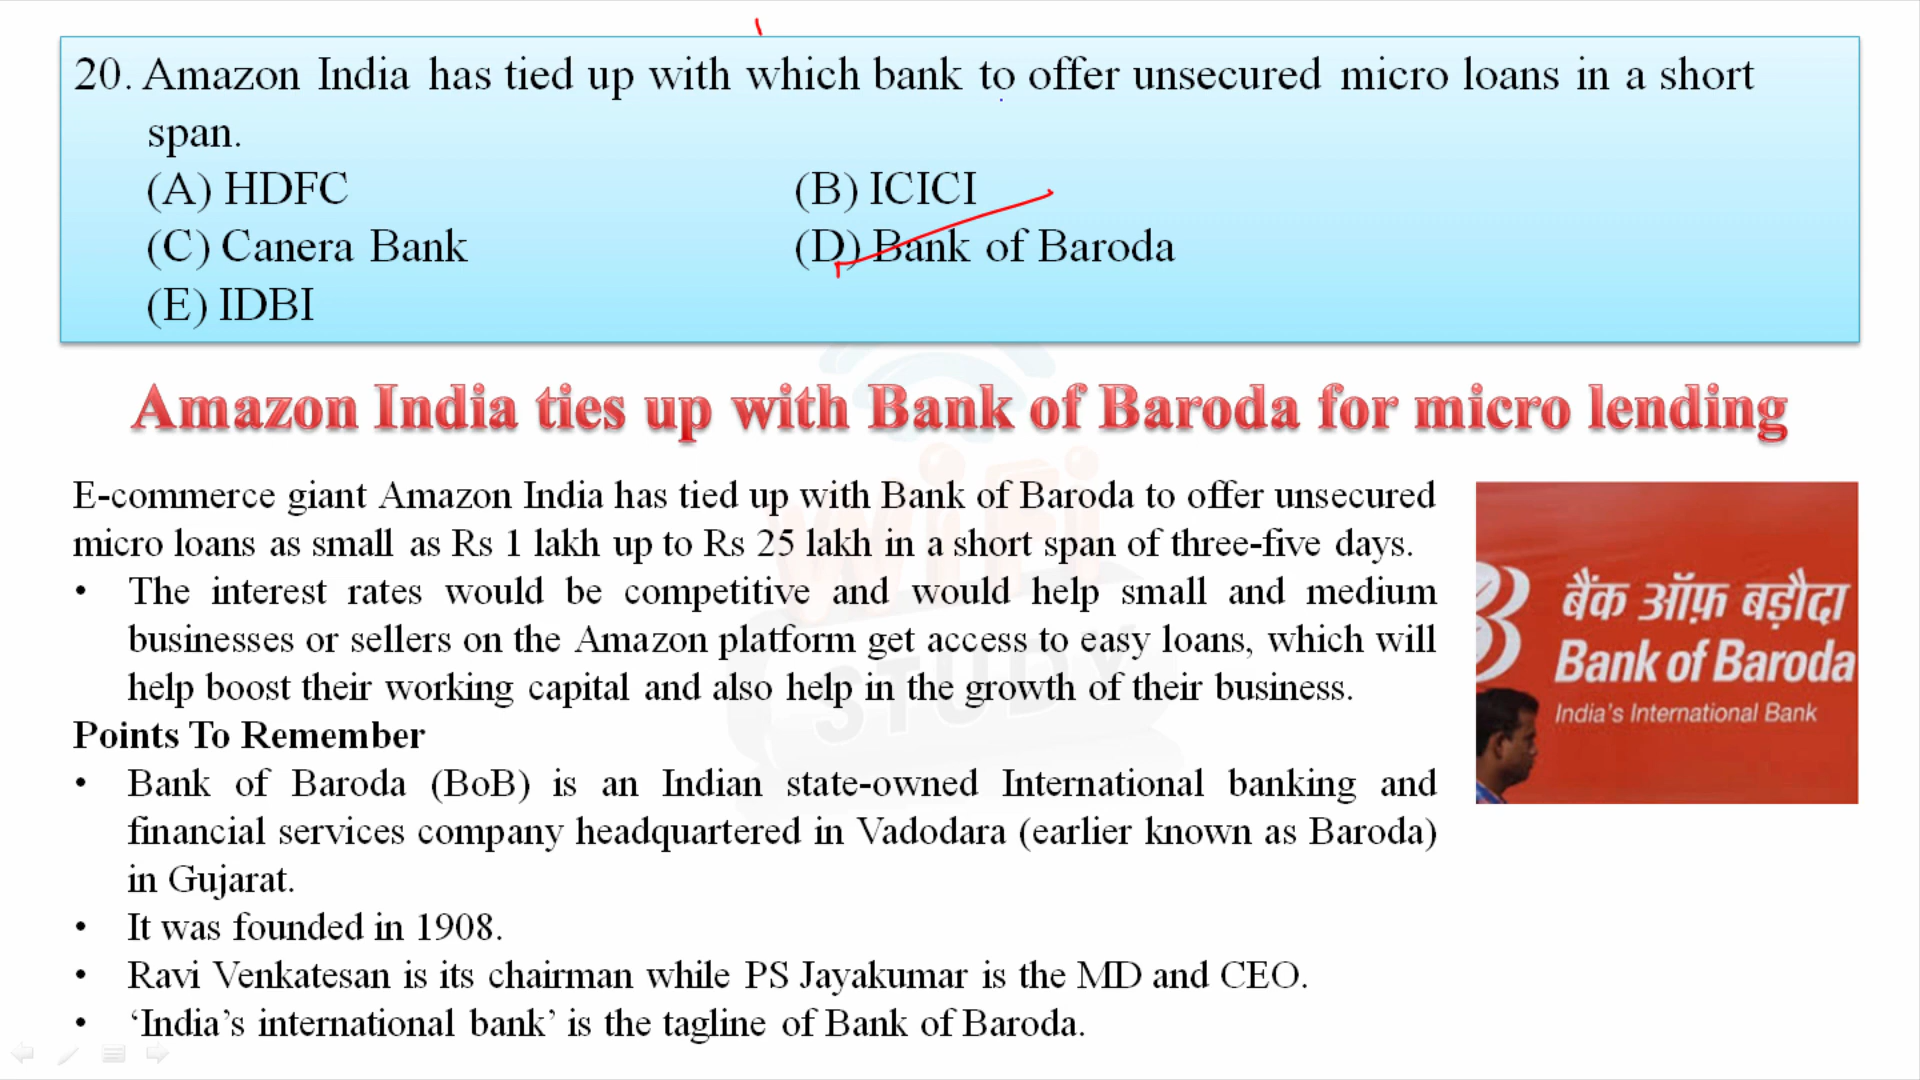 20. Amazon India has tied up with which bank to offer unsecured micro loans in a short
span.
(A) HDFC (B) ICICI
(C) Canera Bank (D) Bank of Baroda
(E) IDBI
Amazon India ties up with Bank of Baroda for micro lending
E-commerce giant Amazon India has tied up with Bank of Baroda to offer unsecured
micro loans as small as Rs 1 lakh up to Rs 25 lakh in a short span of three-five days.
• The interest rates would be competitive and would help small and medium
businesses or sellers on the Amazon platform get access to easy loans, which will
help boost their working capital and also help in the growth of their business.
Points To Remember
• Bank of Baroda (BoB) is an Indian state-owned International banking and
financial services company headquartered in Vadodara (earlier known as Baroda)
in Gujarat.
• It was founded in 1908.
• Ravi Venkatesan is its chairman while PS Jayakumar is the MD and CEO.
• ‘India’s international bank’ is the tagline of Bank of Baroda.
बैंक ऑफ़ बड़ौदा
Bank of Baroda
India's International Bank
WiFi
STUDY